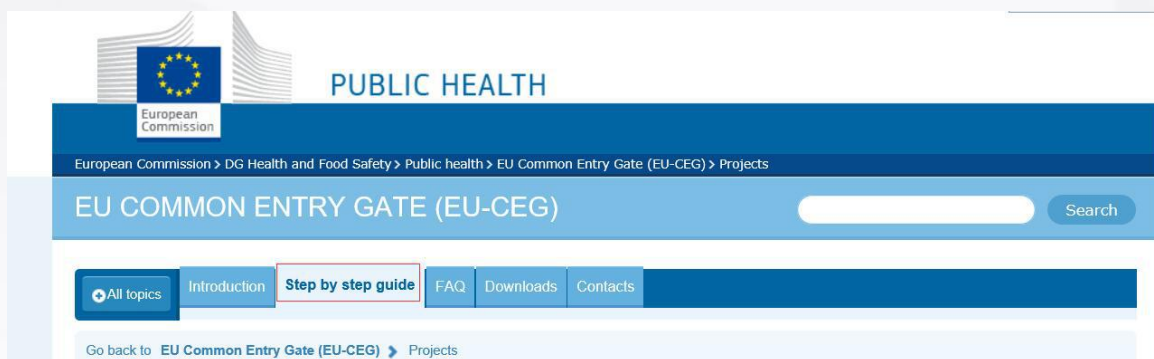 PUBLIC HEALTH
European
Commission
European Commission > DG Health and Food Safety > Public health > EU Common Entry Gate (EU-CEG) > Projects
EU COMMON ENTRY GATE (EU-CEG)
Search
All topics
Introduction
Step by step guide
FAQ
Downloads
Contacts
Go back to EU Common Entry Gate (EU-CEG) > Projects